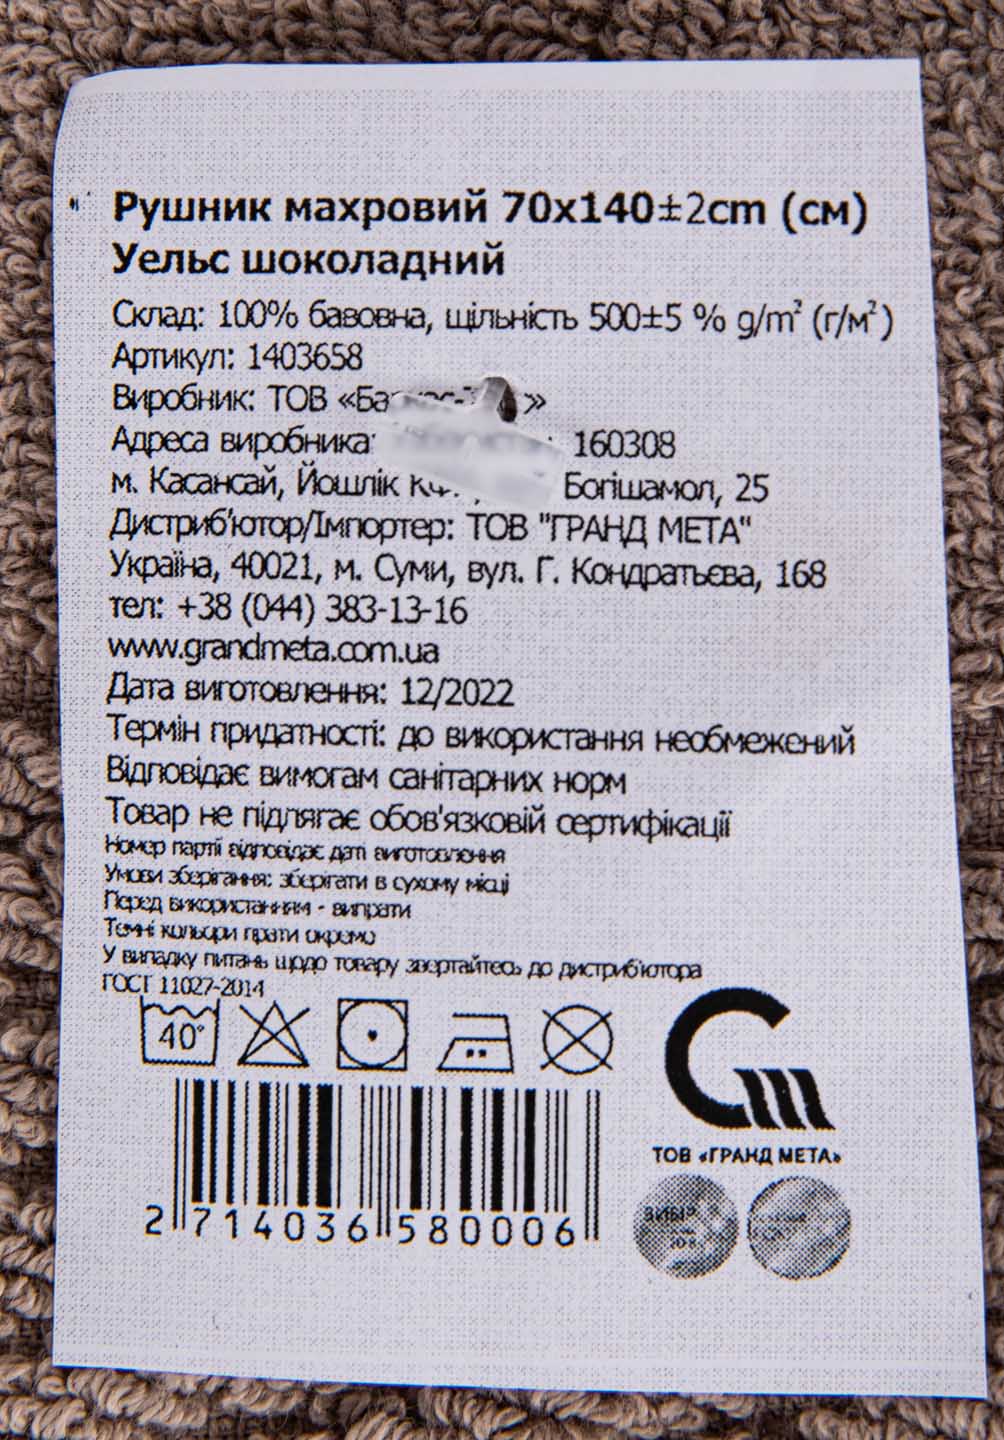 Рушник махровий 70х140±2cm (см)
Уельс шоколадний
Склад: 100% бавовна, щільність 500±5 % g/m² (г/м²)
Артикул: 1403658
Виробник: ТОВ «
Адреса виробника: 160308
м. Касансай, Йошлік Богішамол, 25
Дистриб'ютор/Імпортер: ТОВ "ГРАНД МЕТА"
Україна, 40021, м. Суми, вул. Г. Кондратьєва, 168
тел: +38 (044) 383-13-16
www.grandmeta.com.ua
Дата виготовлення: 12/2022
Термін придатності: до використання необмежений
Відповідає вимогам санітарних норм
Товар не підлягає обов'язковій сертифікації
Номер партії відповідає даті виготовлення
Умови зберігання: зберігати в сухому місці
Перед використанням - випрати
Темні кольори прати окремо
У випадку питань щодо товару звертайтесь до дистриб'ютора
ГОСТ 11027-2014
40°
2 714036 580006
ТОВ «ГРАНД МЕТА»